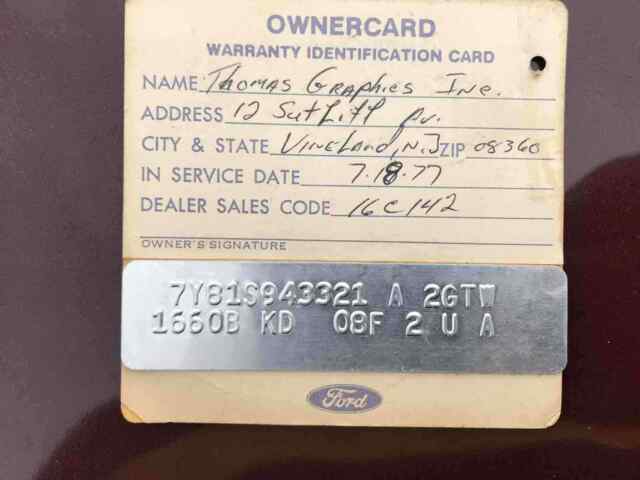 OWNERCARD
WARRANTY IDENTIFICATION CARD
NAME Thomas Graphics Inc.
ADDRESS 12 Sutliff
CITY & STATE Vineland, N.J ZIP 08360
IN SERVICE DATE 7.18.77
DEALER SALES CODE 16C142
OWNER'S SIGNATURE
7Y81S943321 A 2GTW
1660B KD 08F 2 U A
Ford